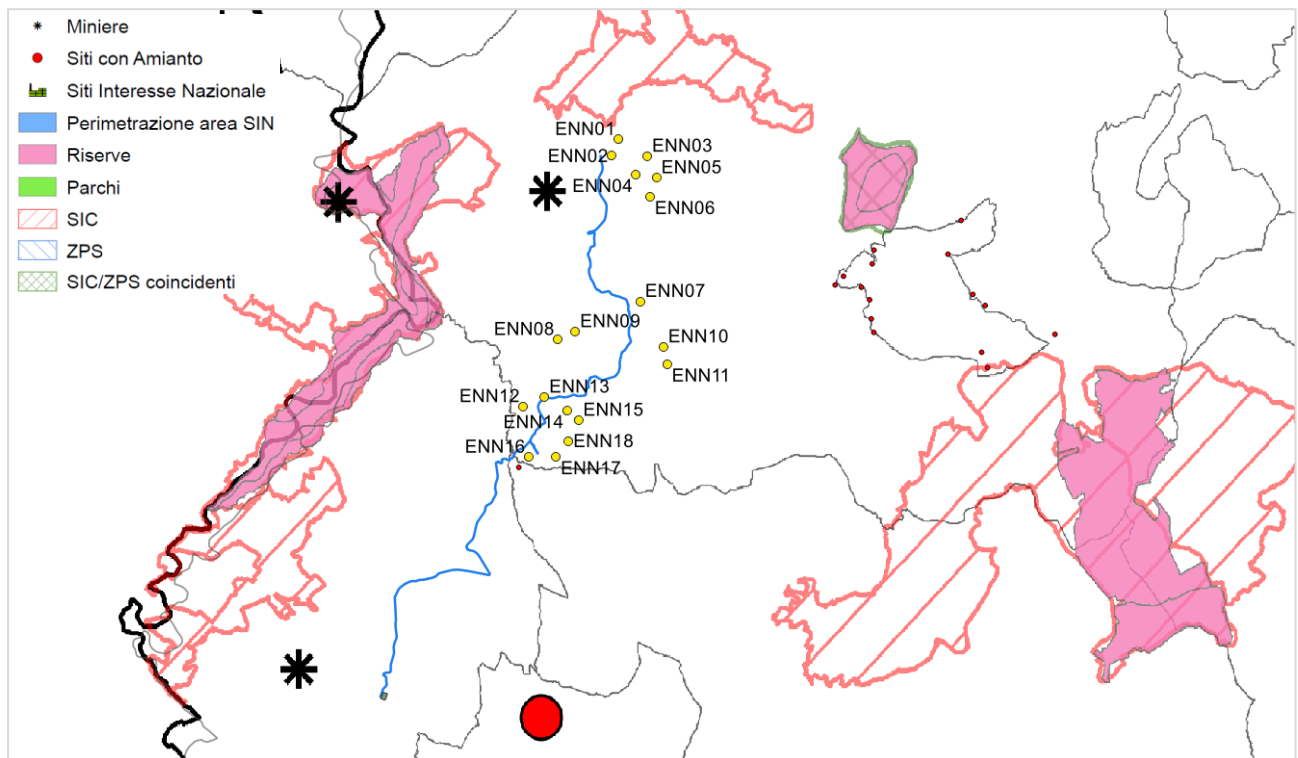 Miniere
Siti con Amianto
Siti Interesse Nazionale
Perimetrazione area SIN
Riserve
Parchi
SIC
ZPS
SIC/ZPS coincidenti
ENN01
ENN02
ENN03
ENN05
ENN04
ENN06
ENN07
ENN08
ENN09
ENN10
ENN11
ENN12
ENN13
ENN14
ENN15
ENN16
ENN18
ENN17